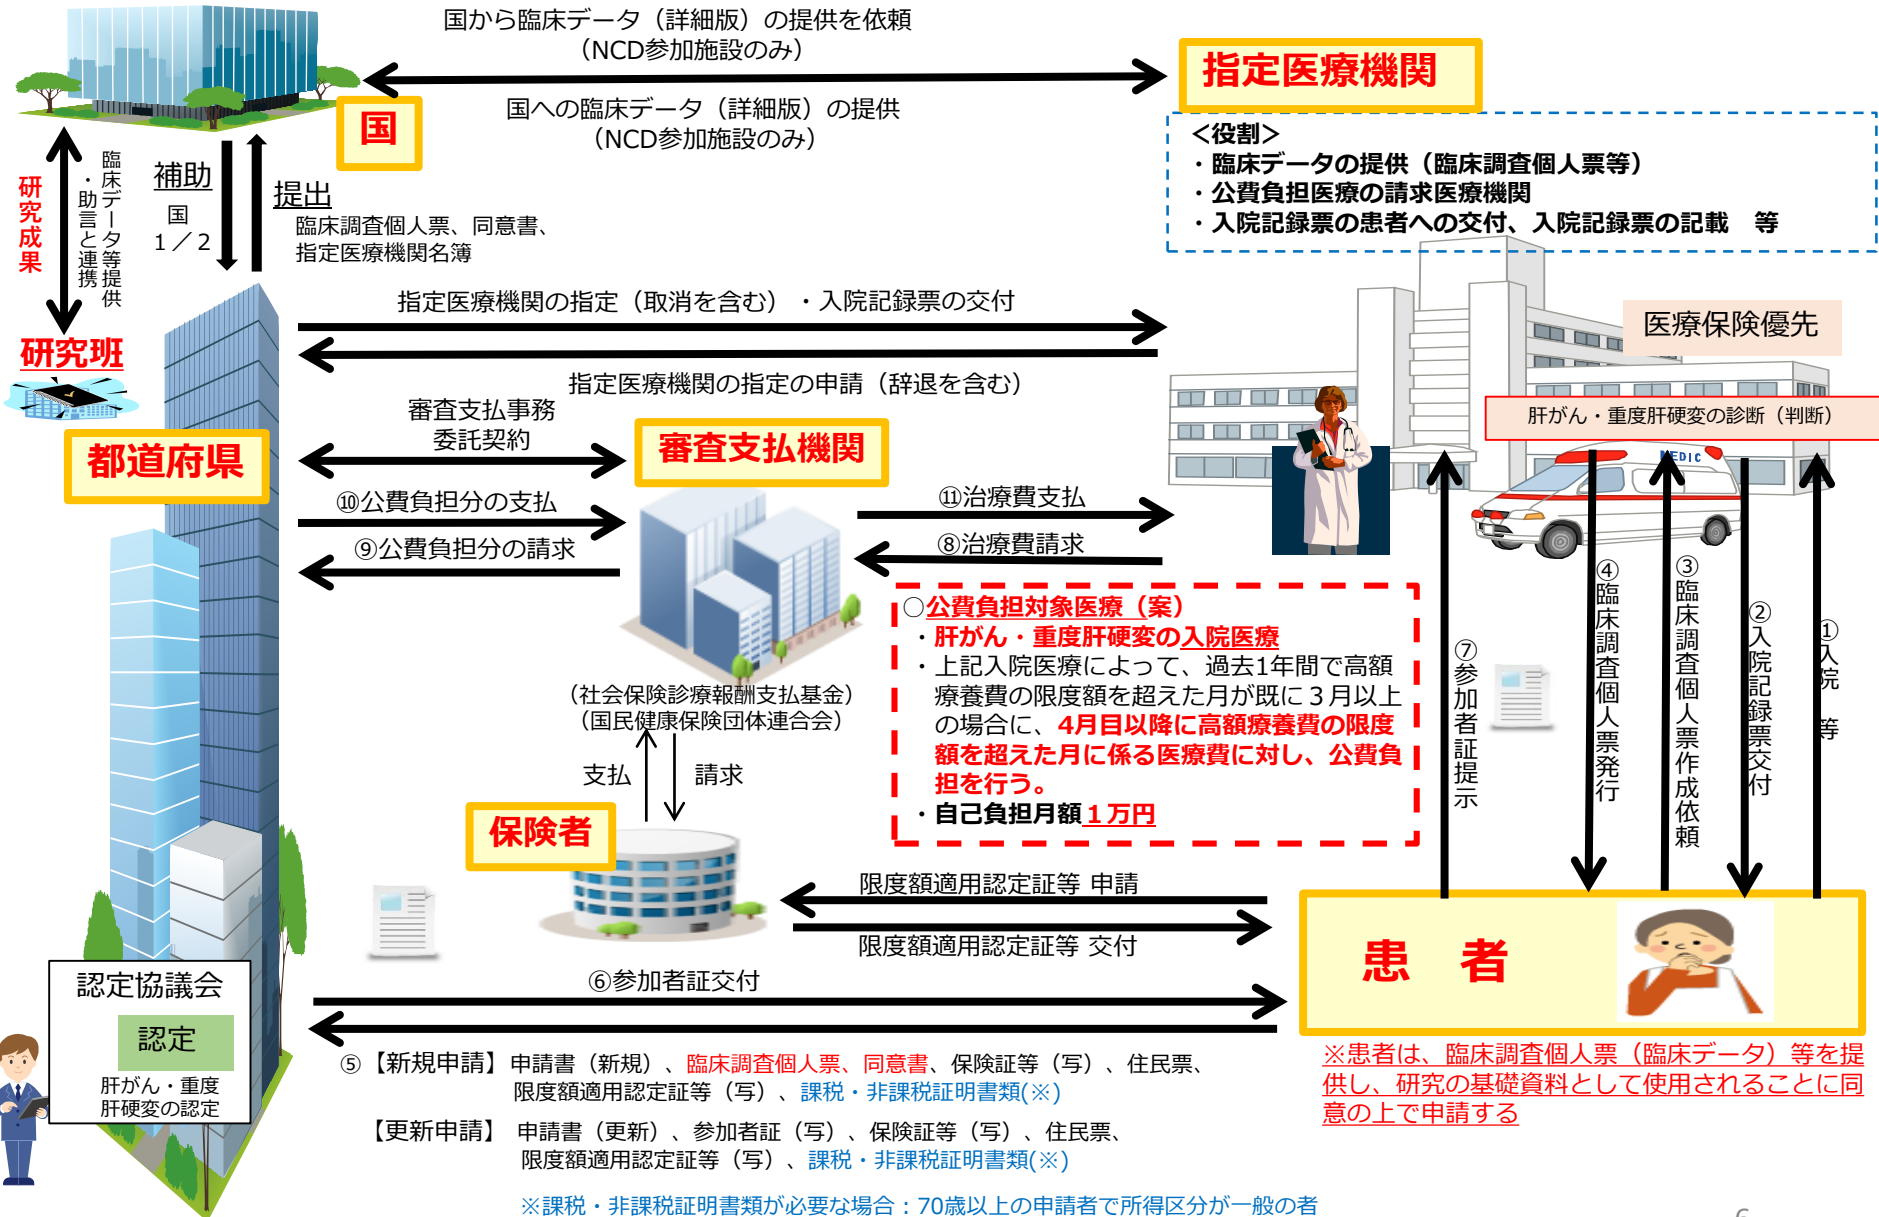 国から臨床データ（詳細版）の提供を依頼
（NCD参加施設のみ）
国への臨床データ（詳細版）の提供
（NCD参加施設のみ）
国
指定医療機関
＜役割＞
・臨床データの提供（臨床調査個人票等）
・公費負担医療の請求医療機関
・入院記録票の患者への交付、入院記録票の記載　等
研究成果
臨床データ等提供
・助言と連携
補助
国
１／２
提出
臨床調査個人票、同意書、
指定医療機関名簿
研究班
指定医療機関の指定（取消を含む）・入院記録票の交付
指定医療機関の指定の申請（辞退を含む）
医療保険優先
肝がん・重度肝硬変の診断（判断）
MEDIC
都道府県
審査支払事務
委託契約
審査支払機関
⑩公費負担分の支払
⑨公費負担分の請求
⑪治療費支払
⑧治療費請求
（社会保険診療報酬支払基金）
（国民健康保険団体連合会）
支払
請求
保険者
○公費負担対象医療（案）
・肝がん・重度肝硬変の入院医療
・上記入院医療によって、過去1年間で高額
療養費の限度額を超えた月が既に３月以上
の場合に、4月目以降に高額療養費の限度
額を超えた月に係る医療費に対し、公費負
担を行う。
・自己負担月額１万円
⑦参加者証提示
④臨床調査個人票発行
③臨床調査個人票作成依頼
②入院記録票交付
①入院　等
限度額適用認定証等 申請
限度額適用認定証等 交付
患　者
⑥参加者証交付
認定協議会
認定
肝がん・重度
肝硬変の認定
⑤【新規申請】申請書（新規）、臨床調査個人票、同意書、保険証等（写）、住民票、
限度額適用認定証等（写）、課税・非課税証明書類(※)
【更新申請】 申請書（更新）、参加者証（写）、保険証等（写）、住民票、
限度額適用認定証等（写）、課税・非課税証明書類(※)
※課税・非課税証明書類が必要な場合：70歳以上の申請者で所得区分が一般の者
※患者は、臨床調査個人票（臨床データ）等を提
供し、研究の基礎資料として使用されることに同
意の上で申請する